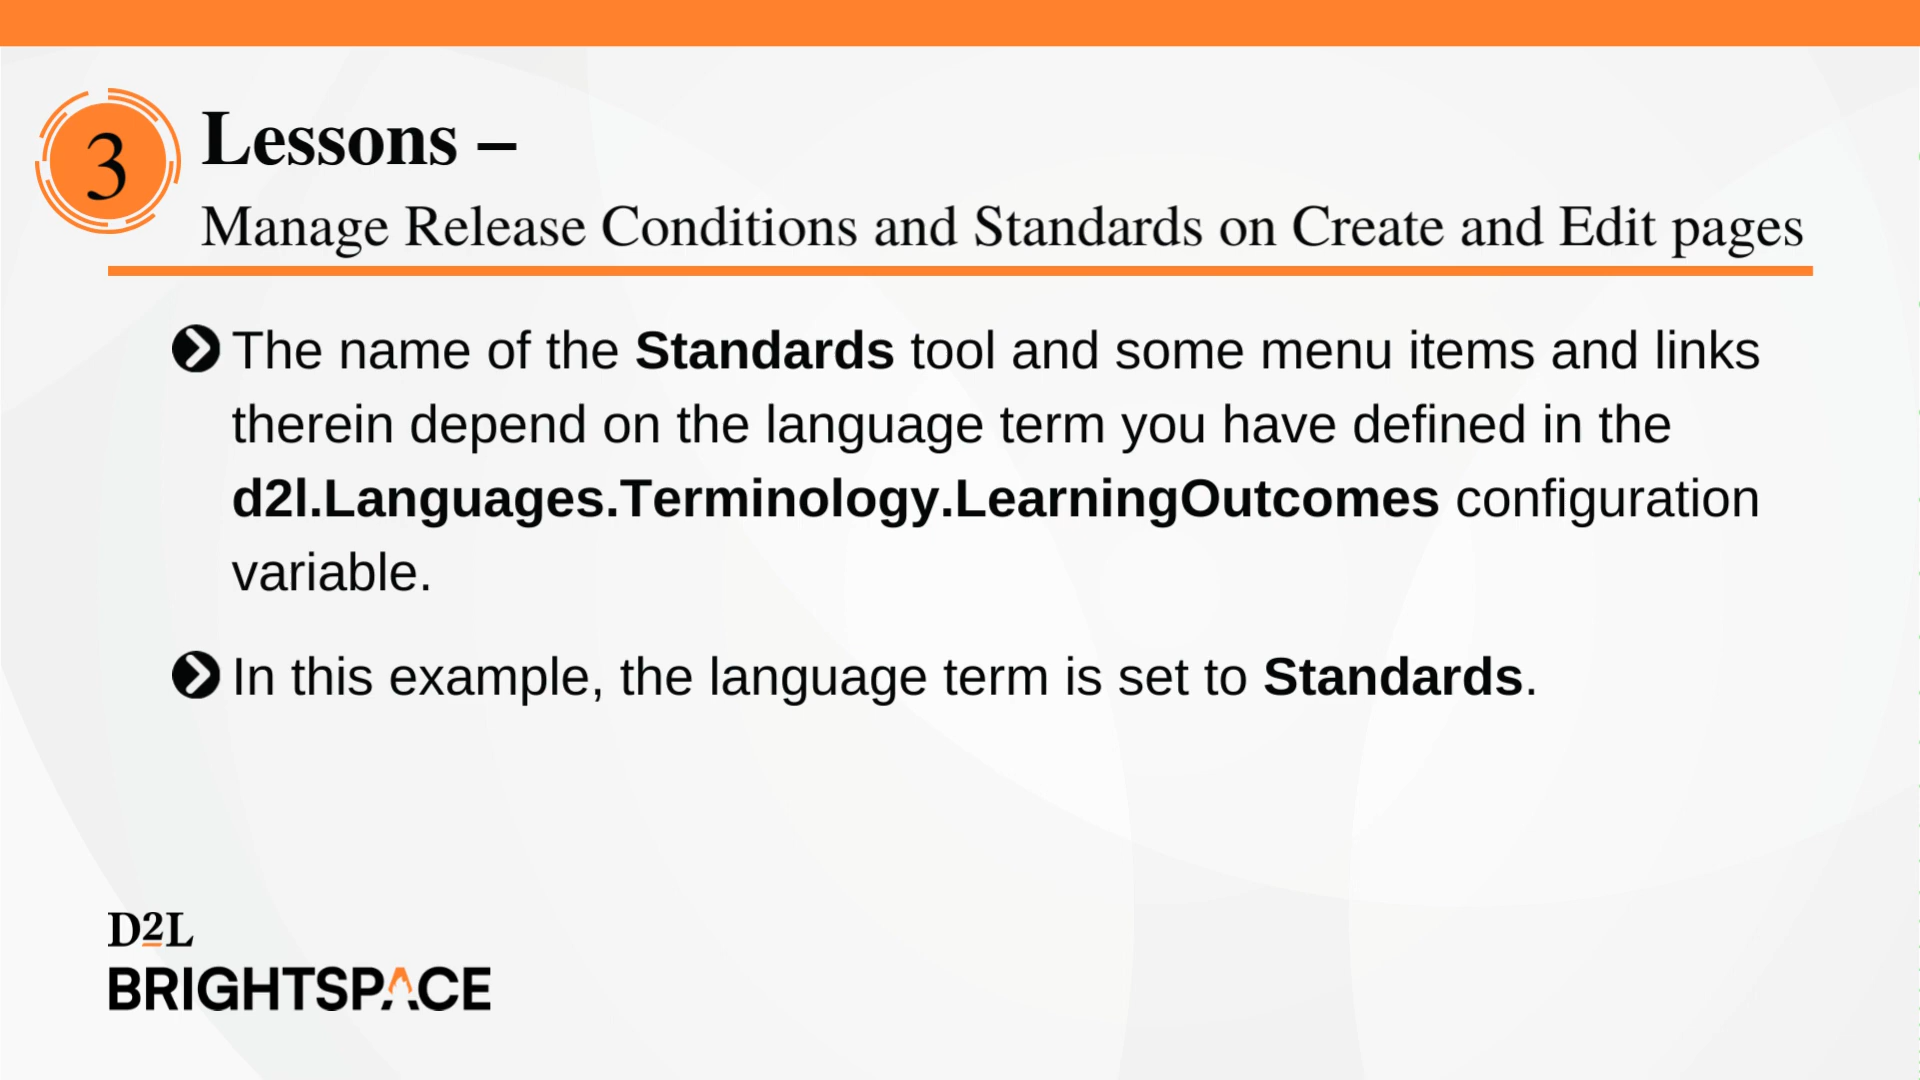 3
Lessons –
Manage Release Conditions and Standards on Create and Edit pages
The name of the Standards tool and some menu items and links
therein depend on the language term you have defined in the
d2l.Languages.Terminology.LearningOutcomes configuration
variable.
In this example, the language term is set to Standards.
D2L
BRIGHTSPACE